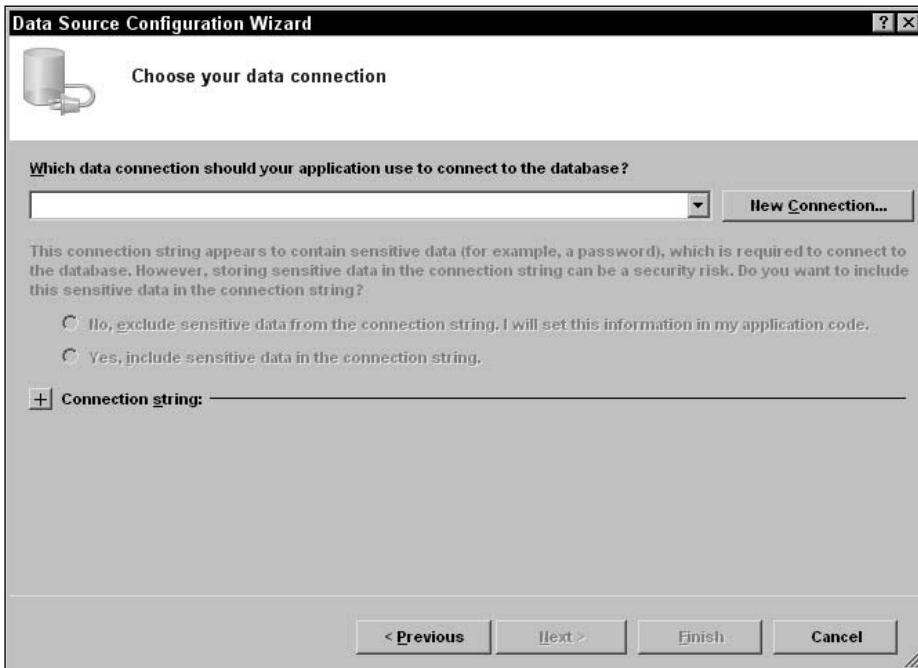 Data Source Configuration Wizard
? X
Choose your data connection
Which data connection should your application use to connect to the database?
New Connection...
This connection string appears to contain sensitive data (for example, a password), which is required to connect to
the database. However, storing sensitive data in the connection string can be a security risk. Do you want to include
this sensitive data in the connection string?
No, exclude sensitive data from the connection string. I will set this information in my application code.
Yes, include sensitive data in the connection string.
+ Connection string:
< Previous
Next >
Finish
Cancel